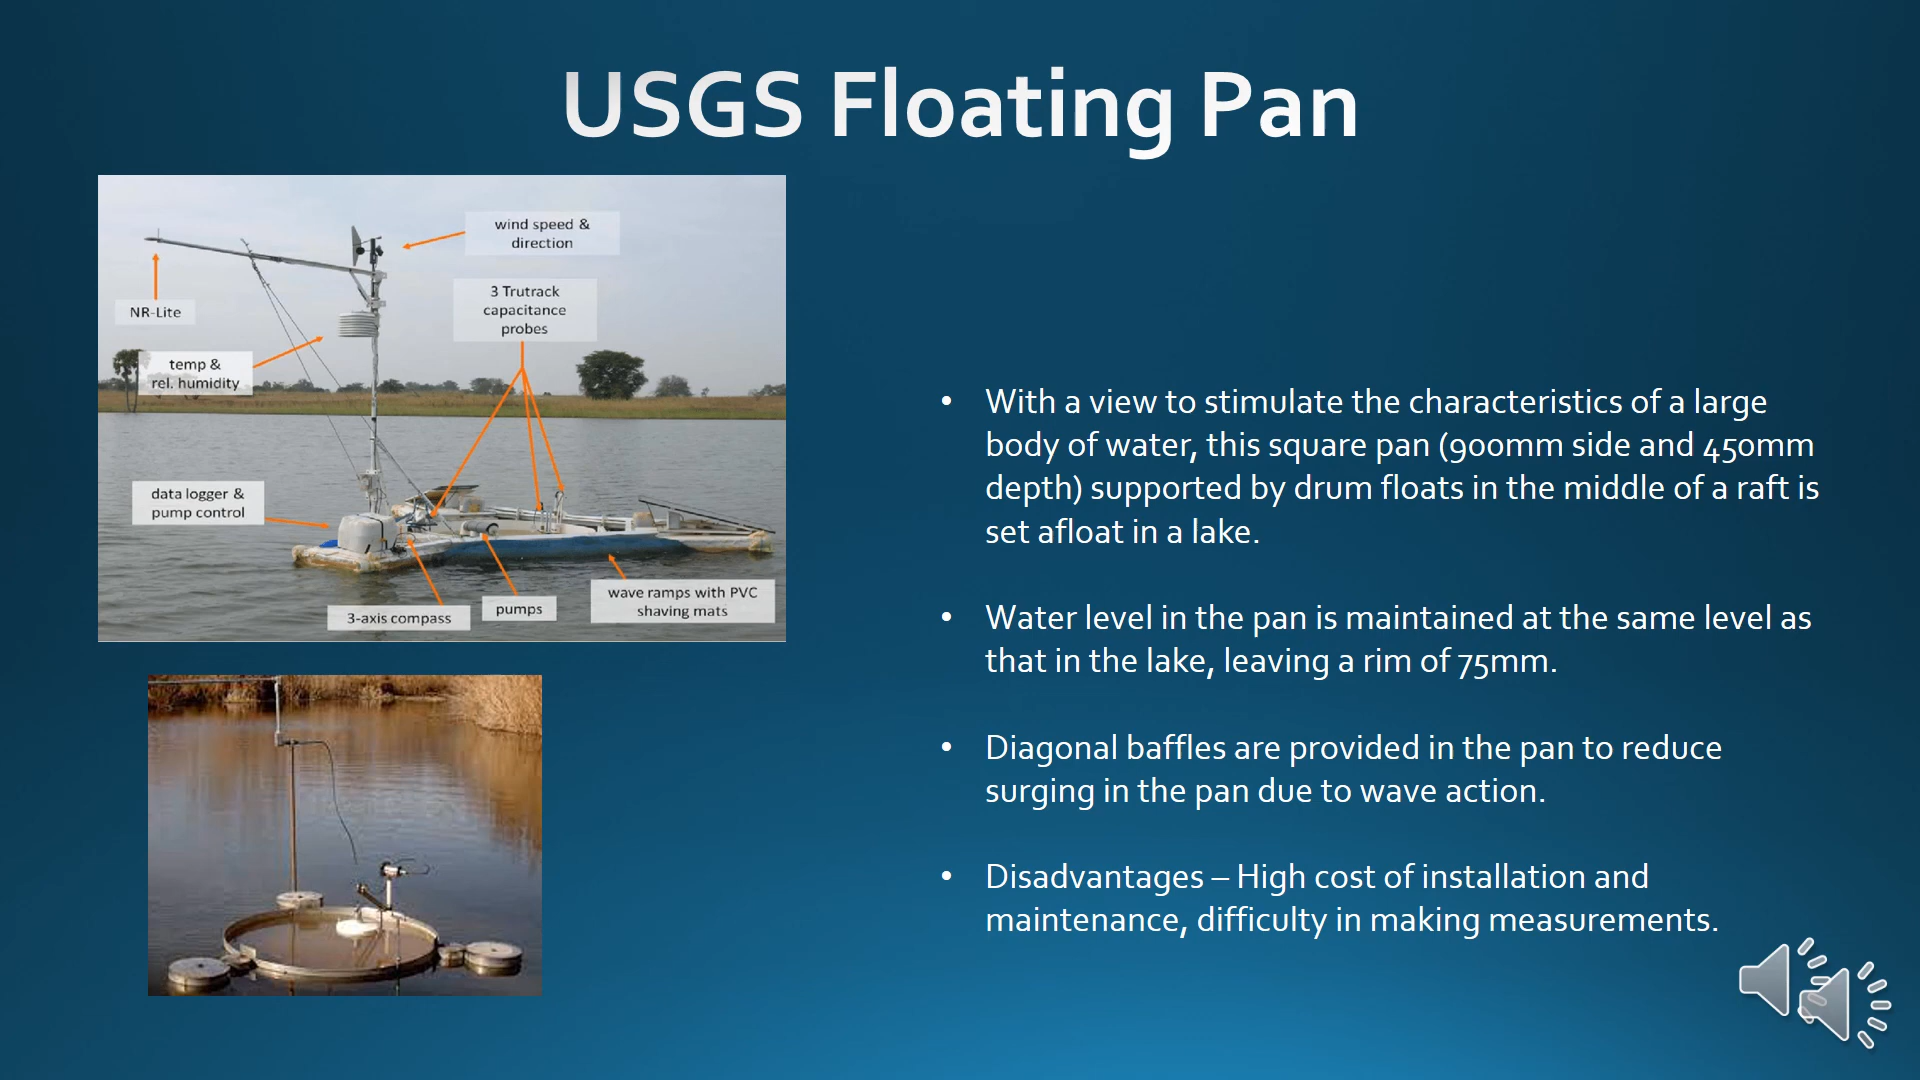 USGS Floating Pan
wind speed &
direction
NR-Lite
3 Trutrack
capacitance
probes
temp &
rel. humidity
data logger &
pump control
3-axis compass
pumps
wave ramps with PVC
shaving mats
• With a view to stimulate the characteristics of a large
body of water, this square pan (900mm side and 450mm
depth) supported by drum floats in the middle of a raft is
set afloat in a lake.
• Water level in the pan is maintained at the same level as
that in the lake, leaving a rim of 75mm.
• Diagonal baffles are provided in the pan to reduce
surging in the pan due to wave action.
• Disadvantages – High cost of installation and
maintenance, difficulty in making measurements.